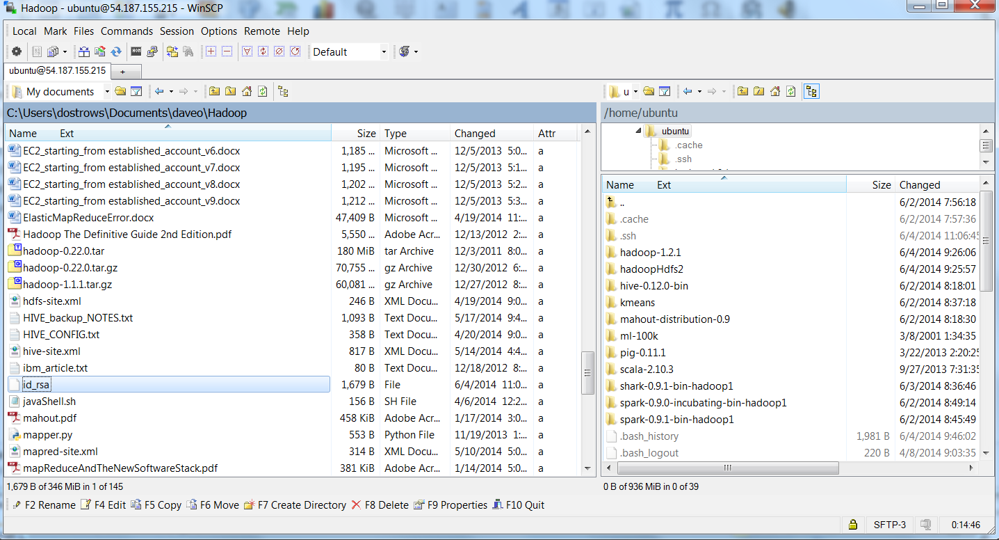 Hadoop - ubuntu@54.187.155.215 - WinSCP
Local Mark Files Commands Session Options Remote Help
Default
ubuntu@54.187.155.215 +
My documents
u
C:\Users\dostrows\Documents\daveo\Hadoop
/home/ubuntu
Name Ext Size Type Changed Attr
EC2_starting_from established_account_v6.docx 1,185 ... Microsoft ... 12/5/2013 5:0... a
EC2_starting_from established_account_v7.docx 1,195 ... Microsoft ... 12/5/2013 5:1... a
EC2_starting_from established_account_v8.docx 1,202 ... Microsoft ... 12/5/2013 5:2... a
EC2_starting_from established_account_v9.docx 1,212 ... Microsoft ... 12/5/2013 5:3... a
ElasticMapReduceError.docx 47,409 B Microsoft ... 4/19/2014 11:... a
Hadoop The Definitive Guide 2nd Edition.pdf 5,550 ... Adobe Acr... 12/13/2012 2:... a
hadoop-0.22.0.tar 180 MiB tar Archive 12/3/2011 8:0... a
hadoop-0.22.0.tar.gz 70,755 ... gz Archive 12/30/2012 6:... a
hadoop-1.1.1.tar.gz 60,081 ... gz Archive 12/27/2012 8:... a
hdfs-site.xml 246 B XML Docu... 4/19/2014 9:0... a
HIVE_backup_NOTES.txt 1,093 B Text Docu... 5/17/2014 9:4... a
HIVE_CONFIG.txt 358 B Text Docu... 4/20/2014 9:0... a
hive-site.xml 817 B XML Docu... 5/14/2014 4:4... a
ibm_article.txt 80 B Text Docu... 12/18/2012 8:... a
id_rsa 1,679 B File 6/4/2014 11:0... a
javaShell.sh 156 B SH File 4/6/2014 12:2... a
mahout.pdf 458 KiB Adobe Acr... 1/17/2014 3:0... a
mapper.py 553 B Python File 11/19/2013 1:... a
mapred-site.xml 314 B XML Docu... 5/10/2014 5:0... a
mapReduceAndTheNewSoftwareStack.pdf 381 KiB Adobe Acr... 1/14/2014 5:0... a
ubuntu
.cache
.ssh
Name Ext Size Changed
.. 6/2/2014 7:56:18
.cache 6/2/2014 7:57:36
.ssh 6/4/2014 11:06:45
hadoop-1.2.1 6/4/2014 9:26:06
hadoopHdfs2 6/4/2014 9:25:57
hive-0.12.0-bin 6/2/2014 8:18:01
kmeans 6/2/2014 8:37:18
mahout-distribution-0.9 6/2/2014 8:18:30
ml-100k 3/8/2001 1:34:35
pig-0.11.1 3/22/2013 2:20:25
scala-2.10.3 9/27/2013 7:31:35
shark-0.9.1-bin-hadoop1 6/3/2014 8:36:46
spark-0.9.0-incubating-bin-hadoop1 6/2/2014 8:49:14
spark-0.9.1-bin-hadoop1 6/2/2014 8:45:49
.bash_history 1,981 B 6/4/2014 9:46:02
.bash_logout 220 B 4/8/2014 9:03:35
1,679 B of 346 MiB in 1 of 145
0 B of 936 MiB in 0 of 39
F2 Rename F4 Edit F5 Copy F6 Move F7 Create Directory F8 Delete F9 Properties F10 Quit
SFTP-3 0:14:46